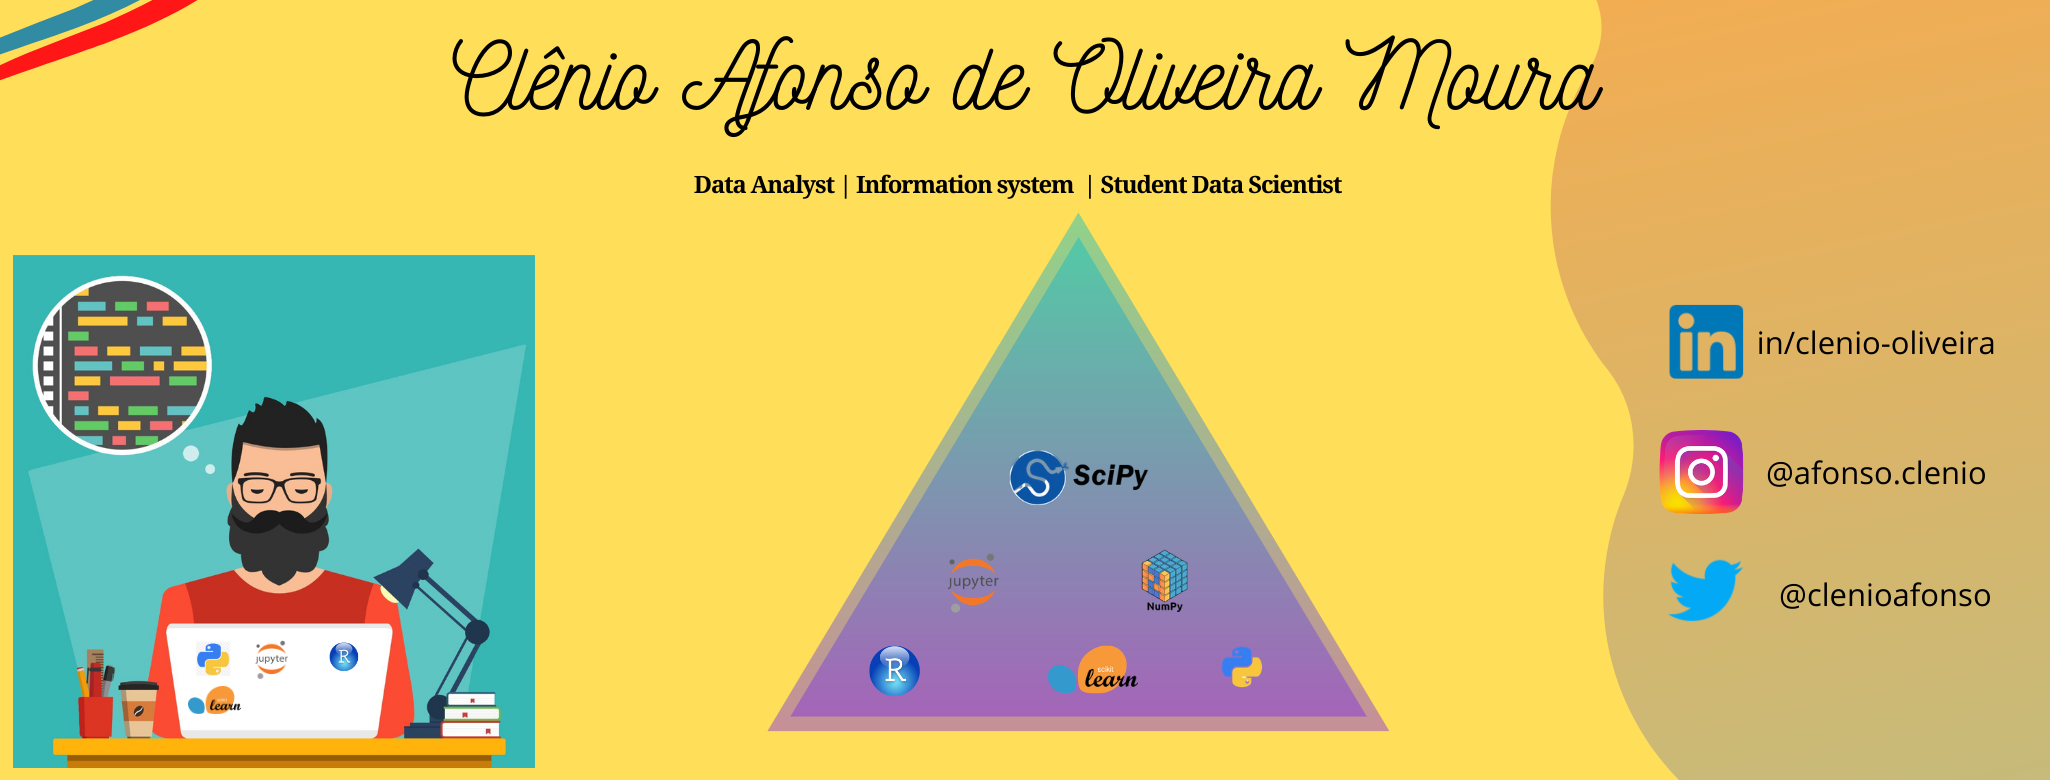 Clênio Afonso de Oliveira Moura
Data Analyst | Information system | Student Data Scientist
in/clenio-oliveira
@afonso.clenio
@clenioafonso
SciPy
jupyter
NumPy
R
scikit
learn
jupyter
R
learn